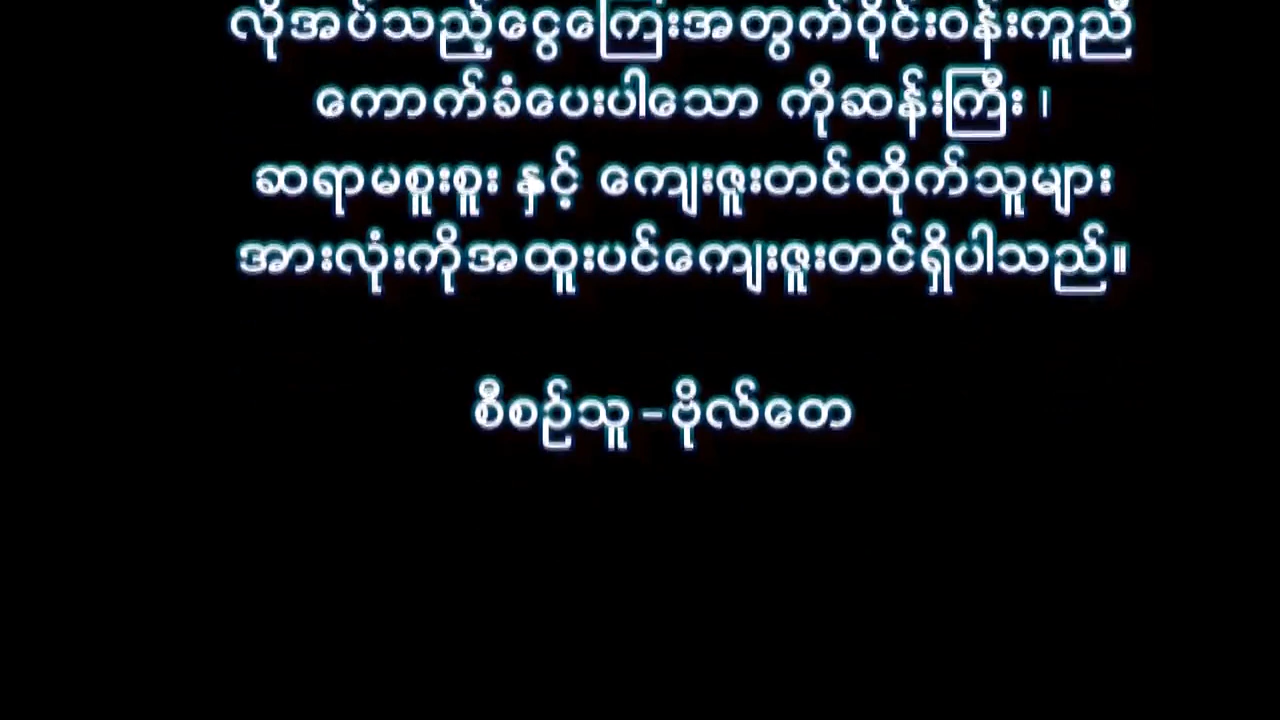 လိုအပ်သည့်ငွေကြေးအတွက်ဝိုင်းဝန်းကူညီ
ကောက်ခံပေးပါသော ကိုဆန်းကြီး ၊
ဆရာမစူးစူး နှင့် ကျေးဇူးတင်ထိုက်သူများ
အားလုံးကိုအထူးပင်ကျေးဇူးတင်ရှိပါသည်။
စီစဉ်သူ - ဗိုလ်တေ